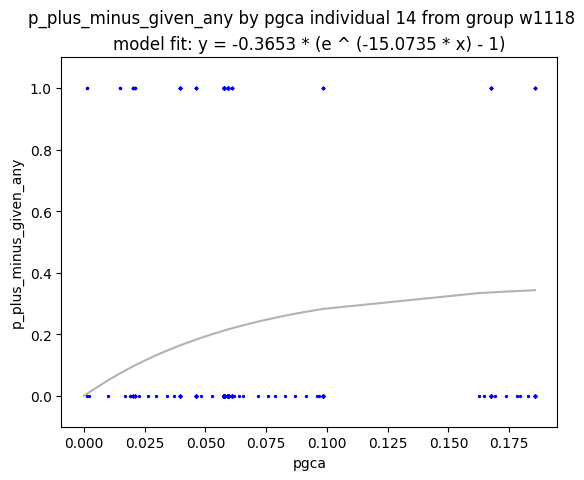 p_plus_minus_given_any by pgca individual 14 from group w1118
model fit: y = -0.3653 * (e ^ (-15.0735 * x) - 1)
1.0
0.8
0.6
0.4
0.2
0.0
p_plus_minus_given_any
0.000 0.025 0.050 0.075 0.100 0.125 0.150 0.175
pgca